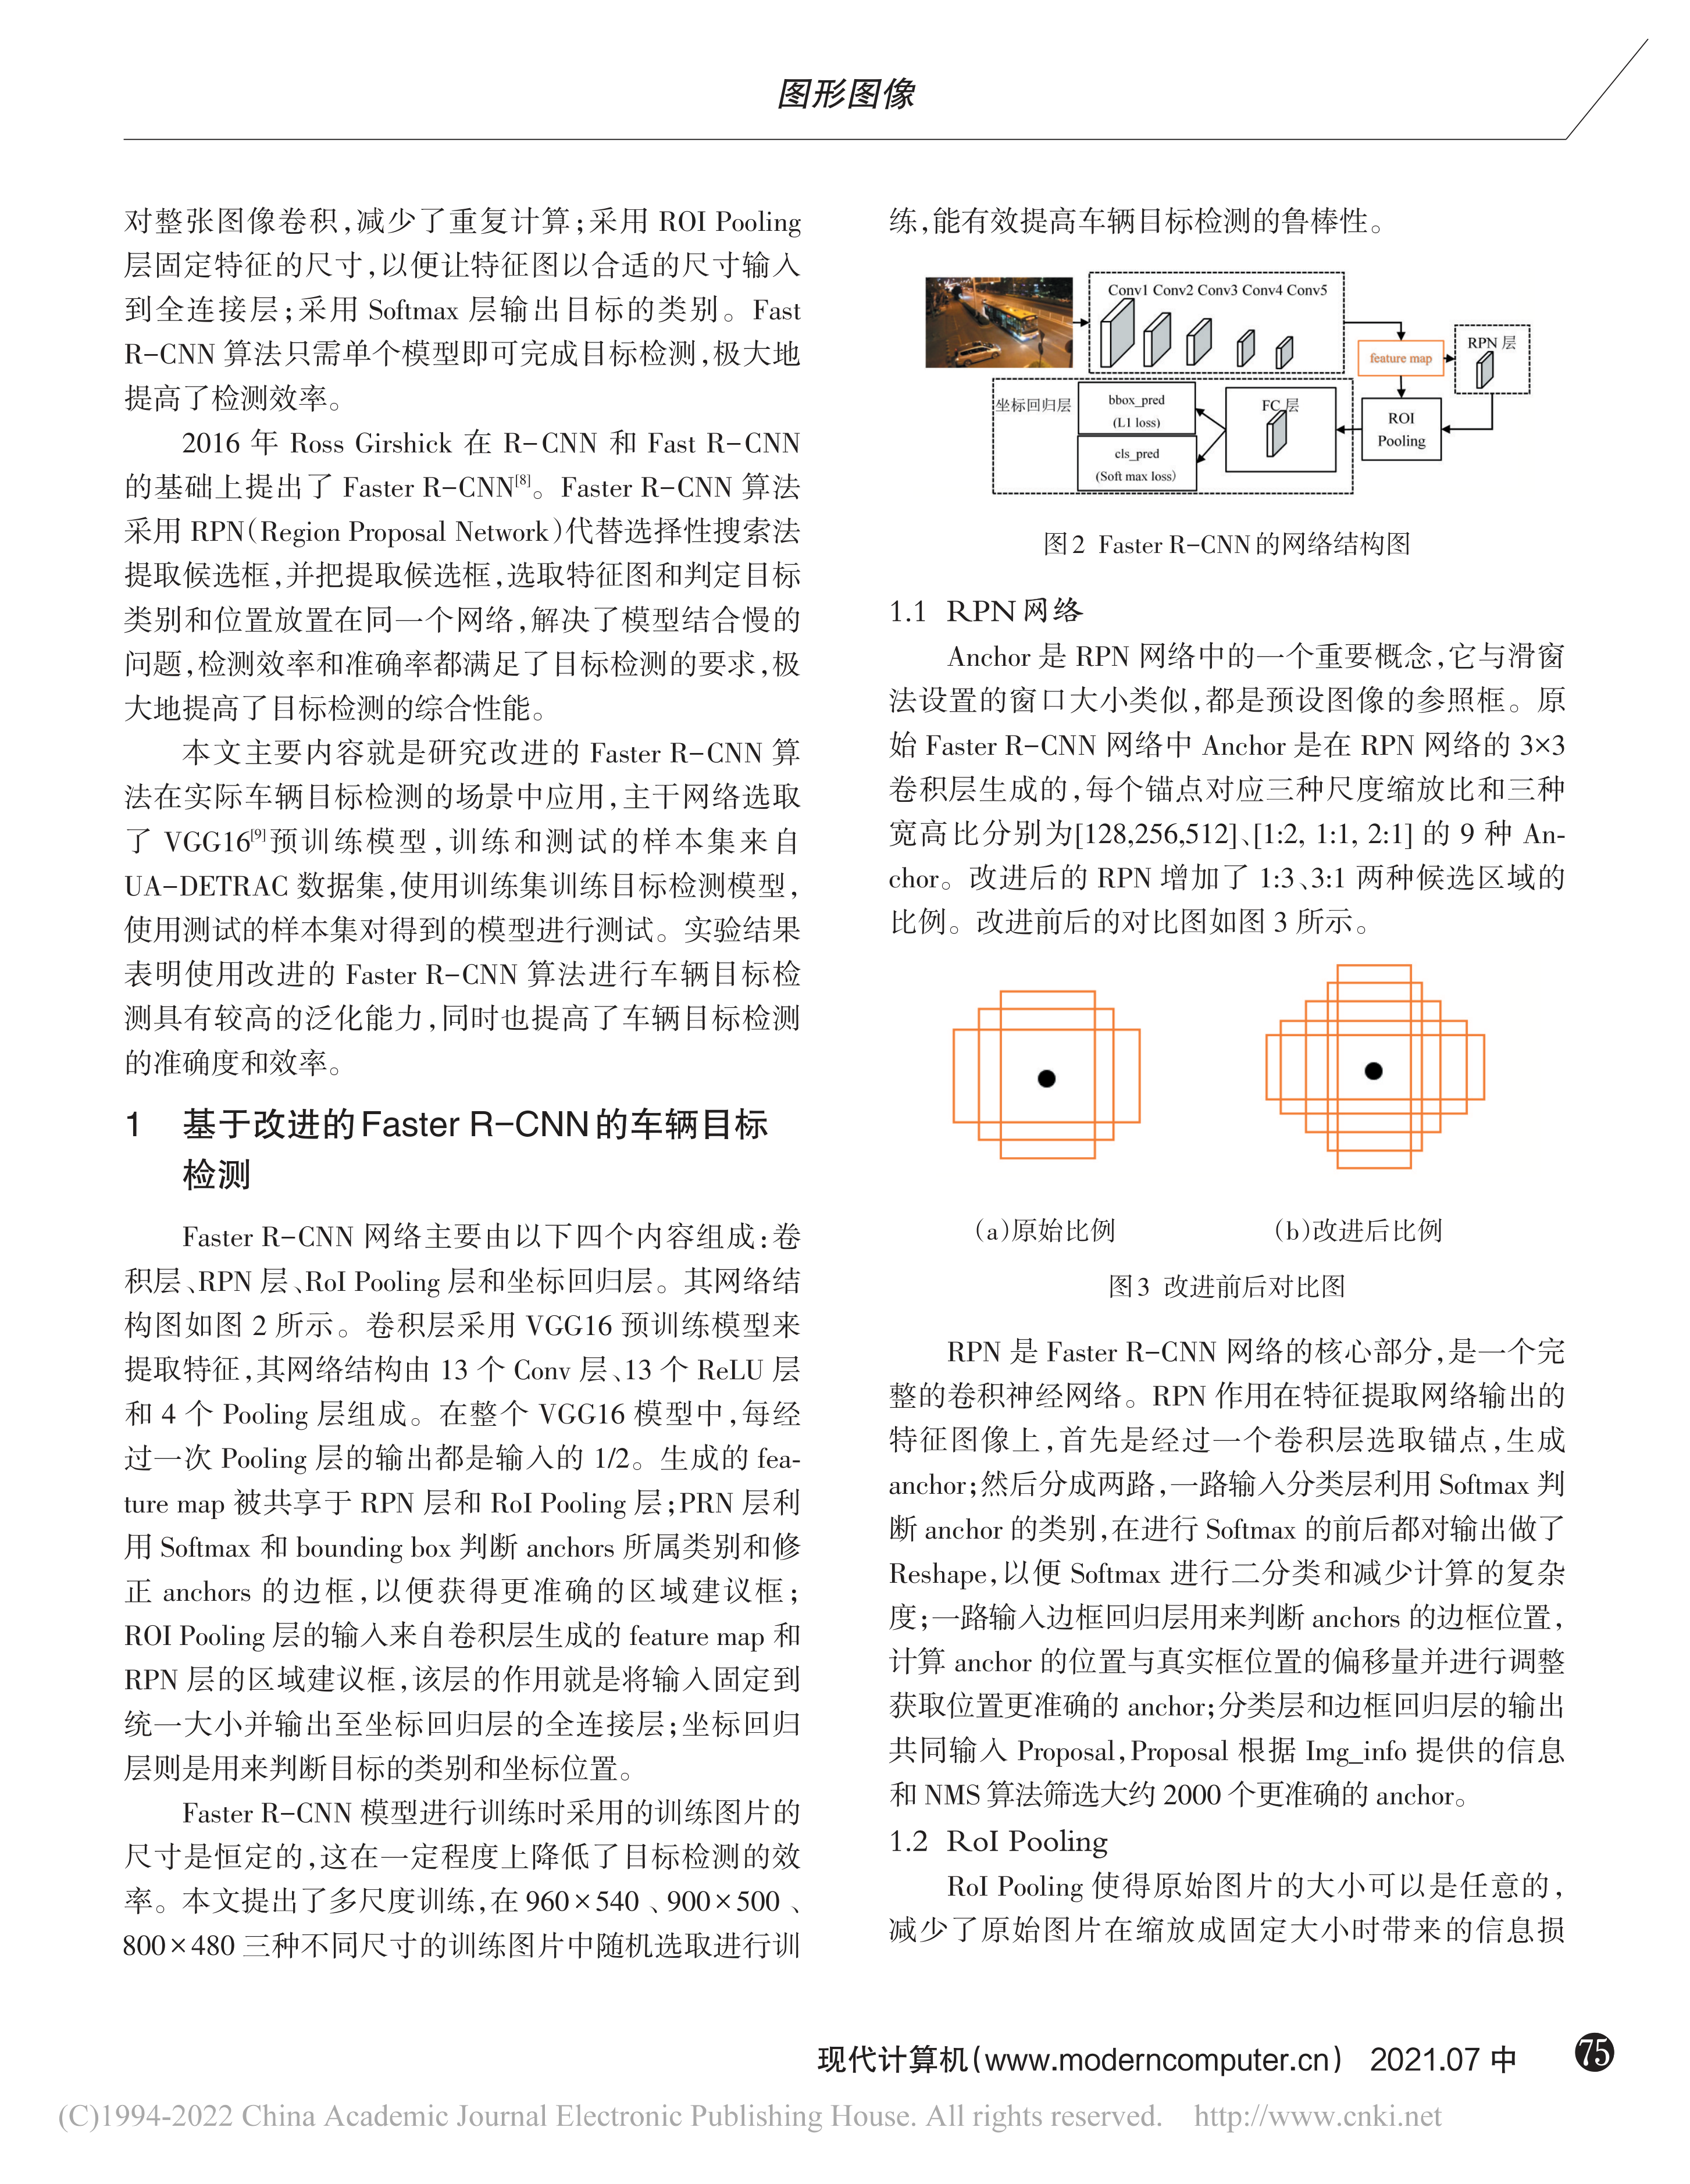 图形图像
对整张图像卷积,减少了重复计算;采用 ROI Pooling
层固定特征的尺寸,以便让特征图以合适的尺寸输入
到全连接层;采用 Softmax 层输出目标的类别。Fast
R-CNN 算法只需单个模型即可完成目标检测,极大地
提高了检测效率。
2016 年 Ross Girshick 在 R-CNN 和 Fast R-CNN
的基础上提出了 Faster R-CNN[8]。Faster R-CNN 算法
采用 RPN(Region Proposal Network)代替选择性搜索法
提取候选框,并把提取候选框,选取特征图和判定目标
类别和位置放置在同一个网络,解决了模型结合慢的
问题,检测效率和准确率都满足了目标检测的要求,极
大地提高了目标检测的综合性能。
本文主要内容就是研究改进的 Faster R-CNN 算
法在实际车辆目标检测的场景中应用,主干网络选取
了 VGG16[9]预训练模型,训练和测试的样本集来自
UA-DETRAC 数据集,使用训练集训练目标检测模型,
使用测试的样本集对得到的模型进行测试。实验结果
表明使用改进的 Faster R-CNN 算法进行车辆目标检
测具有较高的泛化能力,同时也提高了车辆目标检测
的准确度和效率。
1 基于改进的Faster R-CNN的车辆目标
检测
Faster R-CNN 网络主要由以下四个内容组成:卷
积层、RPN 层、RoI Pooling 层和坐标回归层。其网络结
构图如图 2 所示。卷积层采用 VGG16 预训练模型来
提取特征,其网络结构由 13 个 Conv 层、13 个 ReLU 层
和 4 个 Pooling 层组成。在整个 VGG16 模型中,每经
过一次 Pooling 层的输出都是输入的 1/2。生成的 fea-
ture map 被共享于 RPN 层和 RoI Pooling 层;PRN 层利
用 Softmax 和 bounding box 判断 anchors 所属类别和修
正 anchors 的边框,以便获得更准确的区域建议框;
ROI Pooling 层的输入来自卷积层生成的 feature map 和
RPN 层的区域建议框,该层的作用就是将输入固定到
统一大小并输出至坐标回归层的全连接层;坐标回归
层则是用来判断目标的类别和坐标位置。
Faster R-CNN 模型进行训练时采用的训练图片的
尺寸是恒定的,这在一定程度上降低了目标检测的效
率。本文提出了多尺度训练,在 960×540 、900×500 、
800×480 三种不同尺寸的训练图片中随机选取进行训
练,能有效提高车辆目标检测的鲁棒性。
Conv1 Conv2 Conv3 Conv4 Conv5
feature map
RPN 层
坐标回归层
bbox_pred
(L1 loss)
cls_pred
(Soft max loss)
FC 层
ROI
Pooling
图2 Faster R-CNN的网络结构图
1.1 RPN网络
Anchor 是 RPN 网络中的一个重要概念,它与滑窗
法设置的窗口大小类似,都是预设图像的参照框。原
始 Faster R-CNN 网络中 Anchor 是在 RPN 网络的 3×3
卷积层生成的,每个锚点对应三种尺度缩放比和三种
宽高比分别为[128,256,512]、[1:2, 1:1, 2:1] 的 9 种 An-
chor。改进后的 RPN 增加了 1:3、3:1 两种候选区域的
比例。改进前后的对比图如图 3 所示。
(a)原始比例
(b)改进后比例
图3 改进前后对比图
RPN 是 Faster R-CNN 网络的核心部分,是一个完
整的卷积神经网络。RPN 作用在特征提取网络输出的
特征图像上,首先是经过一个卷积层选取锚点,生成
anchor;然后分成两路,一路输入分类层利用 Softmax 判
断 anchor 的类别,在进行 Softmax 的前后都对输出做了
Reshape,以便 Softmax 进行二分类和减少计算的复杂
度;一路输入边框回归层用来判断 anchors 的边框位置,
计算 anchor 的位置与真实框位置的偏移量并进行调整
获取位置更准确的 anchor;分类层和边框回归层的输出
共同输入 Proposal,Proposal 根据 Img_info 提供的信息
和 NMS 算法筛选大约 2000 个更准确的 anchor。
1.2 RoI Pooling
RoI Pooling 使得原始图片的大小可以是任意的,
减少了原始图片在缩放成固定大小时带来的信息损
现代计算机(www.moderncomputer.cn) 2021.07 中 75
(C)1994-2022 China Academic Journal Electronic Publishing House. All rights reserved. http://www.cnki.net